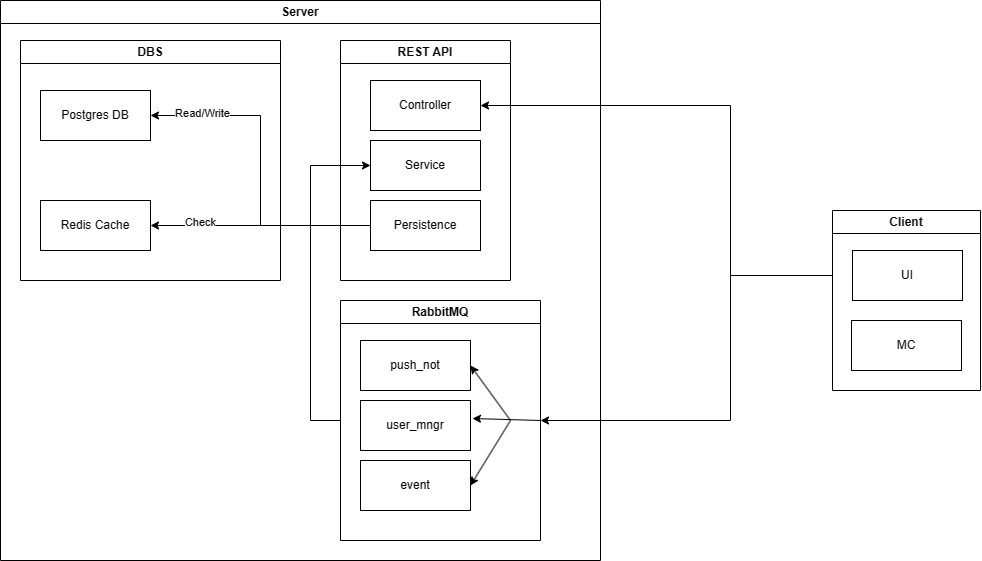 Server
DBS
REST API
Postgres DB
Read/Write
Controller
Service
Redis Cache
Check
Persistence
Client
UI
MC
RabbitMQ
push_not
user_mngr
event